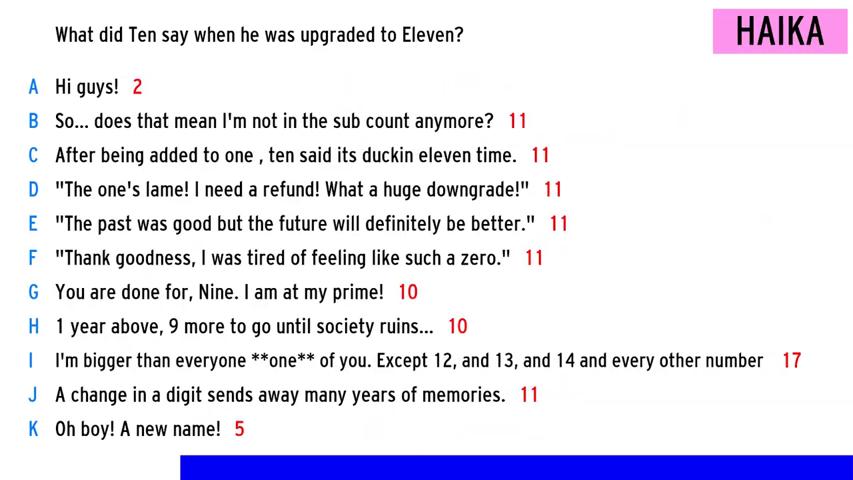 What did Ten say when he was upgraded to Eleven?
HAIKA
A Hi guys! 2
B So... does that mean I'm not in the sub count anymore? 11
C After being added to one , ten said its duckin eleven time. 11
D "The one's lame! I need a refund! What a huge downgrade!" 11
E "The past was good but the future will definitely be better." 11
F "Thank goodness, I was tired of feeling like such a zero." 11
G You are done for, Nine. I am at my prime! 10
H 1 year above, 9 more to go until society ruins... 10
I I'm bigger than everyone **one** of you. Except 12, and 13, and 14 and every other number 17
J A change in a digit sends away many years of memories. 11
K Oh boy! A new name! 5